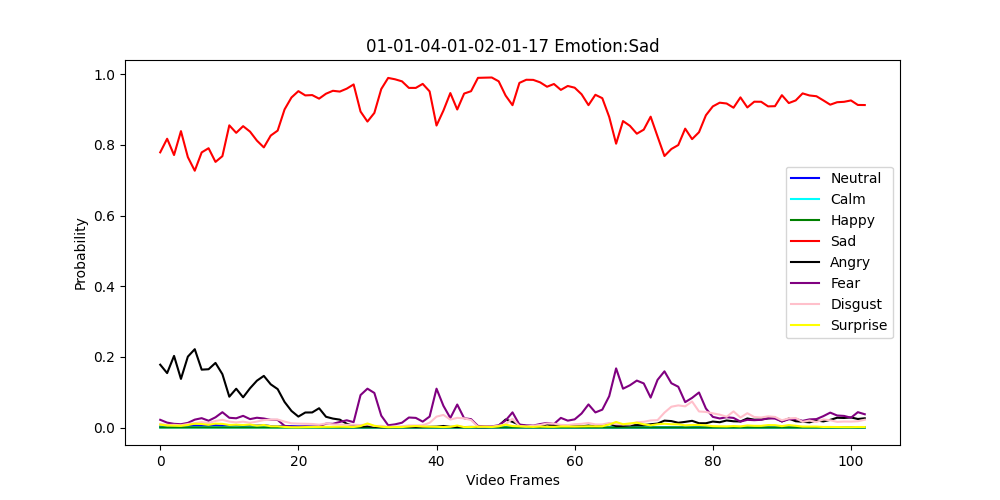 01-01-04-01-02-01-17 Emotion:Sad
1.0
0.8
0.6
0.4
0.2
0.0
Probability
0
20
40
60
80
100
Video Frames
Neutral
Calm
Happy
Sad
Angry
Fear
Disgust
Surprise